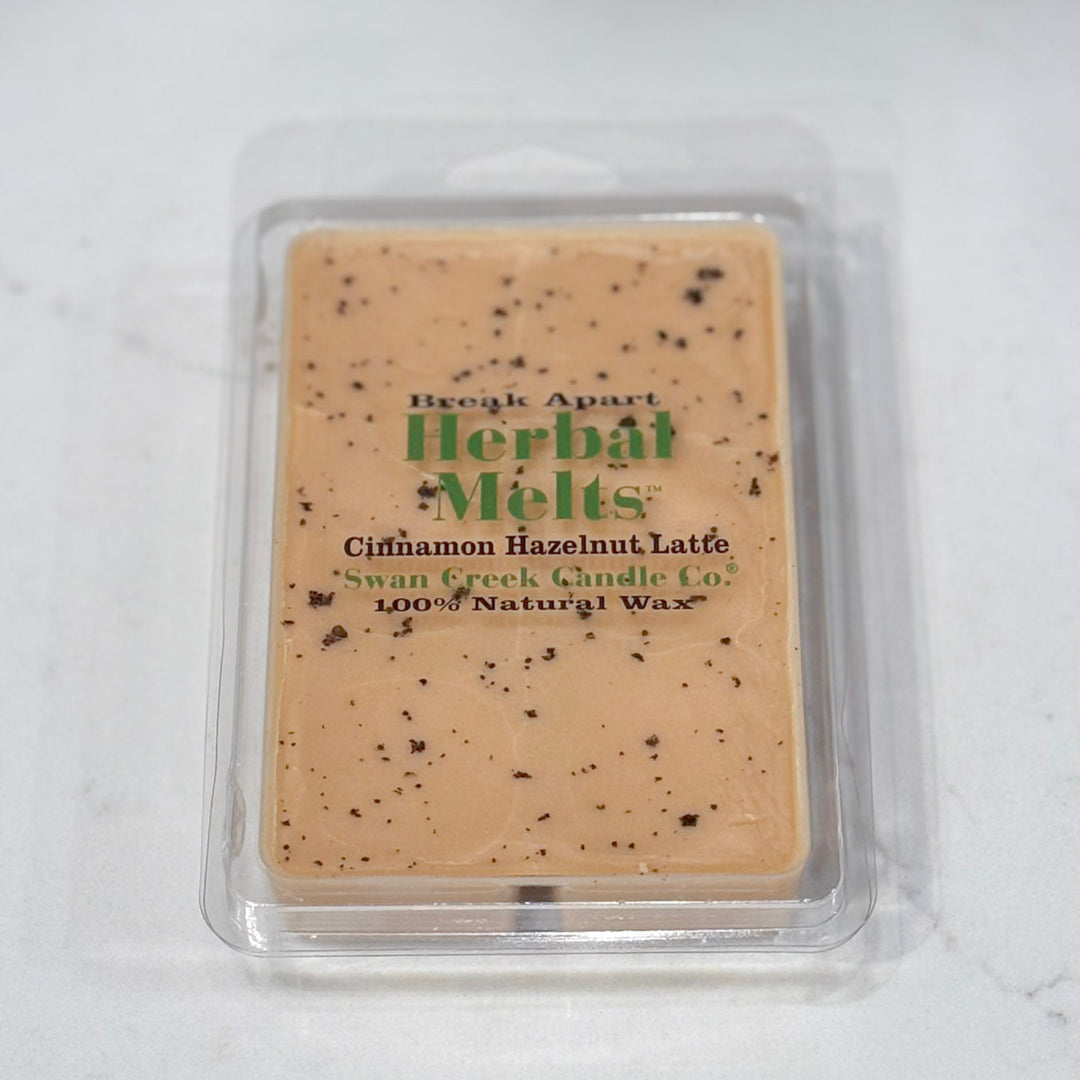 Break Apart
Herbal
Melts™
Cinnamon Hazelnut Latte
Swan Creek Candle Co.®
100% Natural Wax